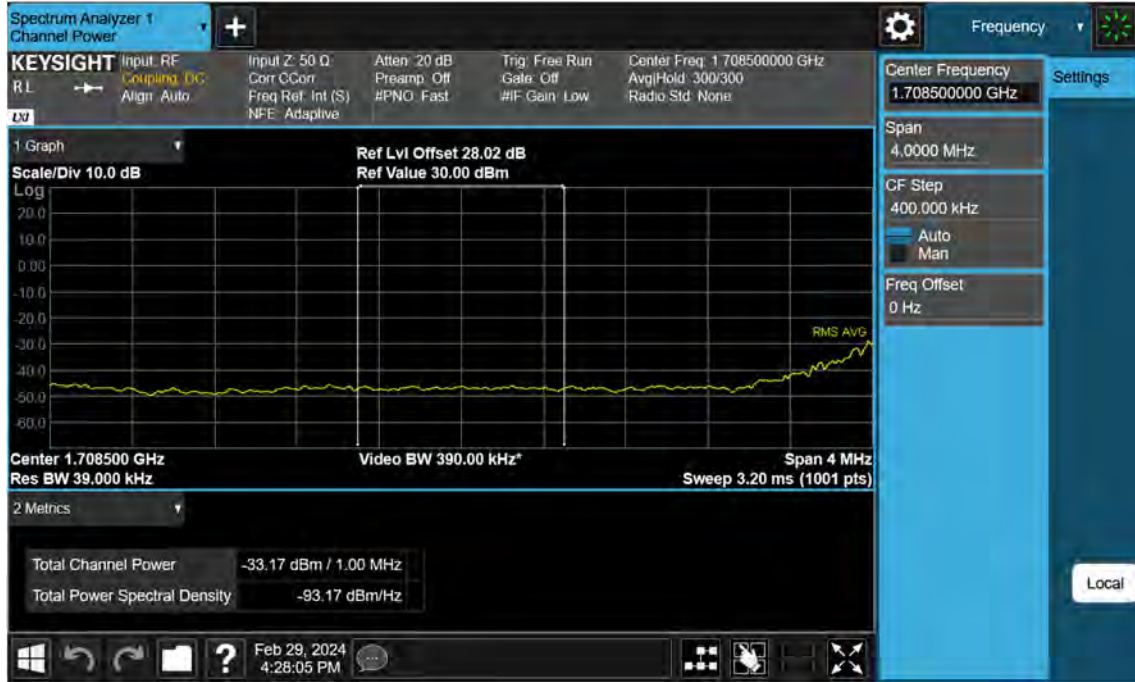 Spectrum Analyzer 1
Channel Power
Frequency
KEYSIGHT
RL
LXI
Input: RF
Coupling: DC
Align: Auto
Input Z: 50 Ω
Corr CCorr
Freq Ref: Int (S)
NFE: Adaptive
Atten: 20 dB
Preamp: Off
#PNO: Fast
Trig: Free Run
Gate: Off
#IF Gain: Low
Center Freq: 1.708500000 GHz
Avg|Hold: 300/300
Radio Std: None
Center Frequency
1.708500000 GHz
Settings
Span
4.0000 MHz
CF Step
400.000 kHz
Auto
Man
Freq Offset
0 Hz
1 Graph
Scale/Div 10.0 dB
Ref Lvl Offset 28.02 dB
Ref Value 30.00 dBm
Log
20.0
10.0
0.00
-10.0
-20.0
-30.0
-40.0
-50.0
-60.0
RMS AVG
Center 1.708500 GHz
Video BW 390.00 kHz*
Span 4 MHz
Res BW 39.000 kHz
Sweep 3.20 ms (1001 pts)
2 Metrics
Total Channel Power
-33.17 dBm / 1.00 MHz
Total Power Spectral Density
-93.17 dBm/Hz
Local
?
Feb 29, 2024
4:28:05 PM